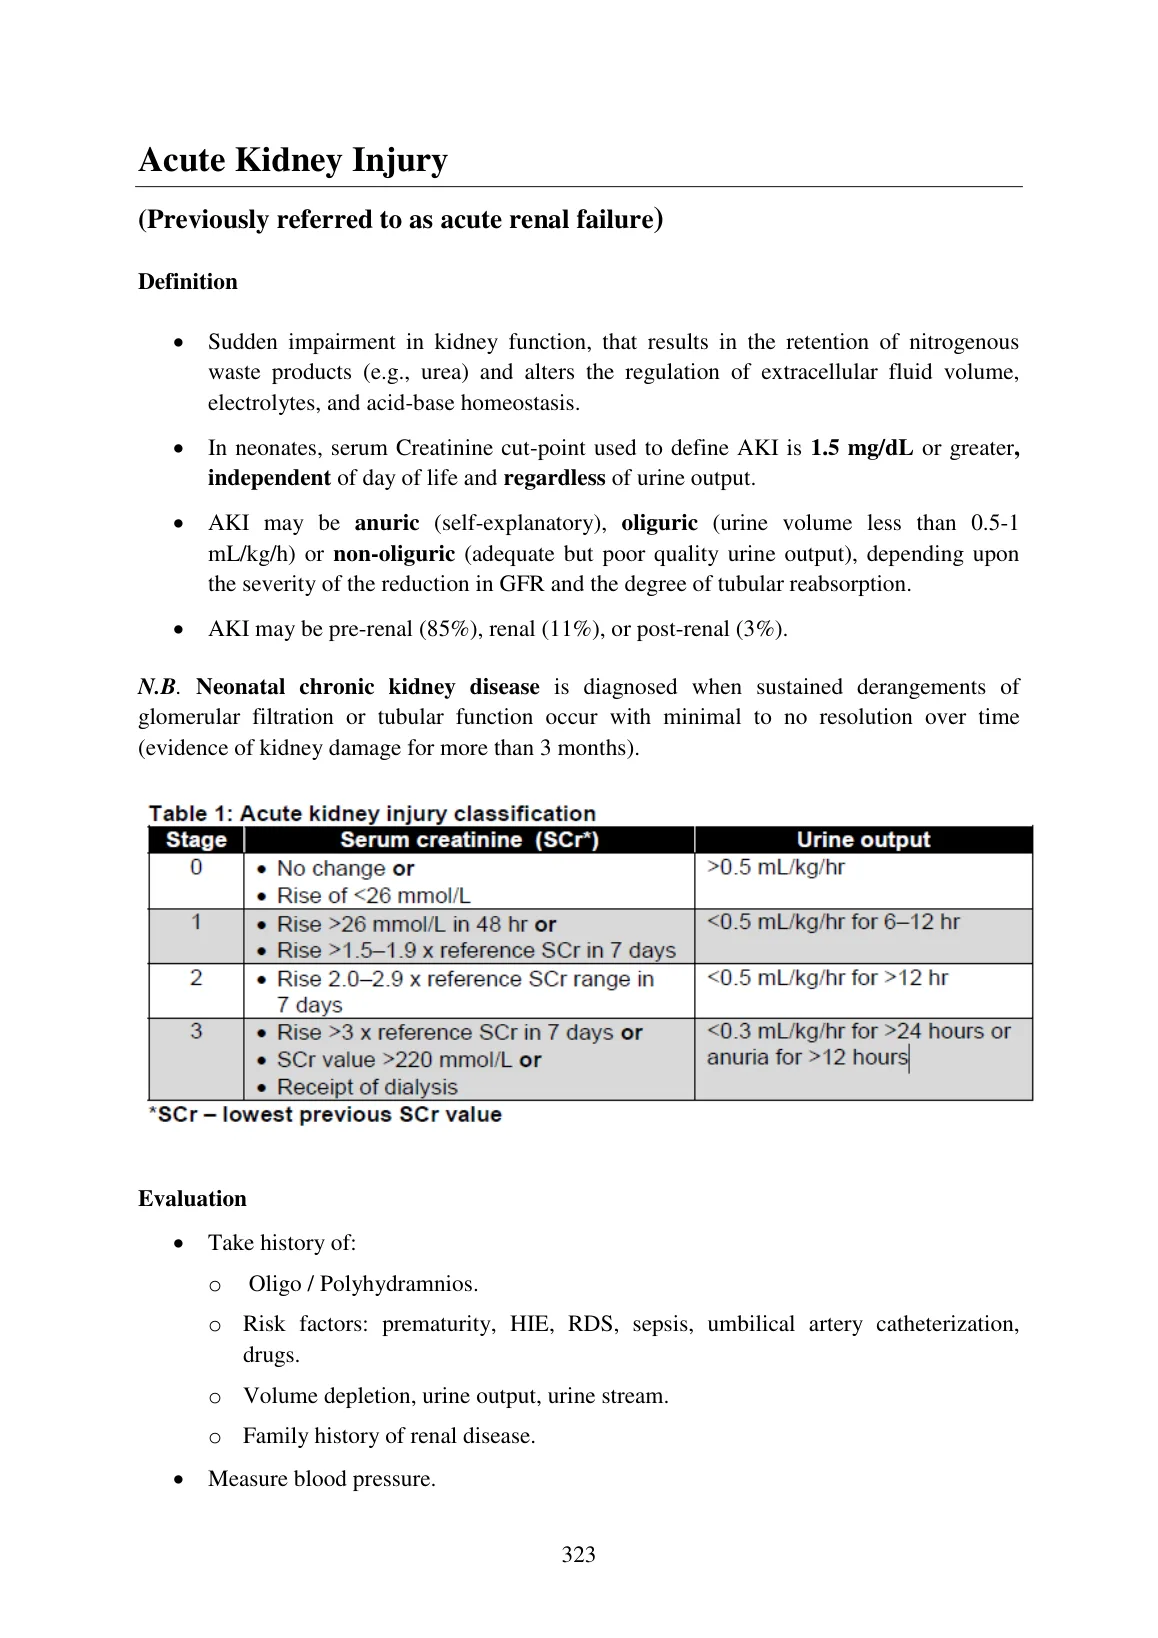 Acute Kidney Injury
(Previously referred to as acute renal failure)
Definition
• Sudden impairment in kidney function, that results in the retention of nitrogenous
waste products (e.g., urea) and alters the regulation of extracellular fluid volume,
electrolytes, and acid-base homeostasis.
• In neonates, serum Creatinine cut-point used to define AKI is 1.5 mg/dL or greater,
independent of day of life and regardless of urine output.
• AKI may be anuric (self-explanatory), oliguric (urine volume less than 0.5-1
mL/kg/h) or non-oliguric (adequate but poor quality urine output), depending upon
the severity of the reduction in GFR and the degree of tubular reabsorption.
• AKI may be pre-renal (85%), renal (11%), or post-renal (3%).
N.B. Neonatal chronic kidney disease is diagnosed when sustained derangements of
glomerular filtration or tubular function occur with minimal to no resolution over time
(evidence of kidney damage for more than 3 months).
Table 1: Acute kidney injury classification
Stage Serum creatinine (SCr*) Urine output
0 • No change or >0.5 mL/kg/hr
• Rise of <26 mmol/L
1 • Rise >26 mmol/L in 48 hr or <0.5 mL/kg/hr for 6–12 hr
• Rise >1.5–1.9 x reference SCr in 7 days
2 • Rise 2.0–2.9 x reference SCr range in <0.5 mL/kg/hr for >12 hr
7 days
3 • Rise >3 x reference SCr in 7 days or <0.3 mL/kg/hr for >24 hours or
• SCr value >220 mmol/L or anuria for >12 hours
• Receipt of dialysis
*SCr – lowest previous SCr value
Evaluation
• Take history of:
o Oligo / Polyhydramnios.
o Risk factors: prematurity, HIE, RDS, sepsis, umbilical artery catheterization,
drugs.
o Volume depletion, urine output, urine stream.
o Family history of renal disease.
• Measure blood pressure.
323